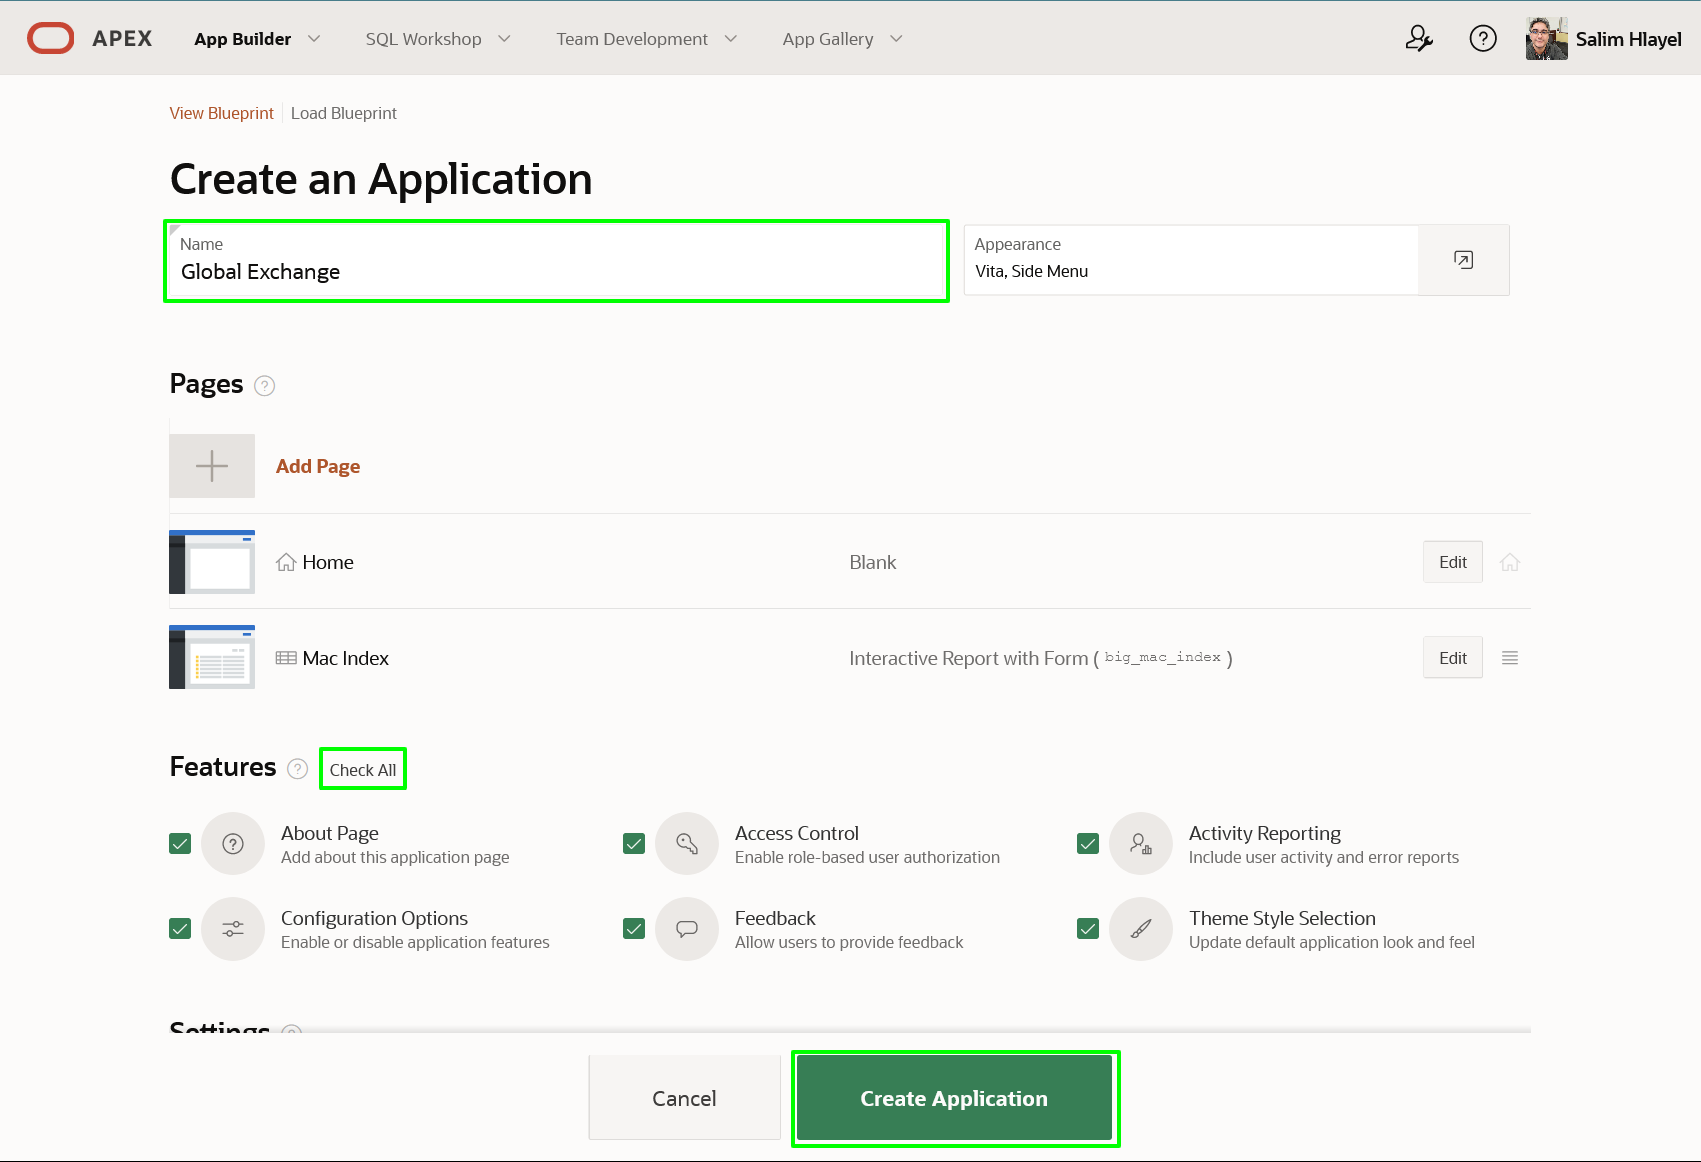 APEX App Builder SQL Workshop Team Development App Gallery Salim Hlayel
View Blueprint Load Blueprint
Create an Application
Name
Global Exchange
Appearance
Vita, Side Menu
Pages
Add Page
Home Blank Edit
Mac Index Interactive Report with Form ( big_mac_index ) Edit
Features Check All
About Page
Add about this application page
Access Control
Enable role-based user authorization
Activity Reporting
Include user activity and error reports
Configuration Options
Enable or disable application features
Feedback
Allow users to provide feedback
Theme Style Selection
Update default application look and feel
Settings
Cancel Create Application